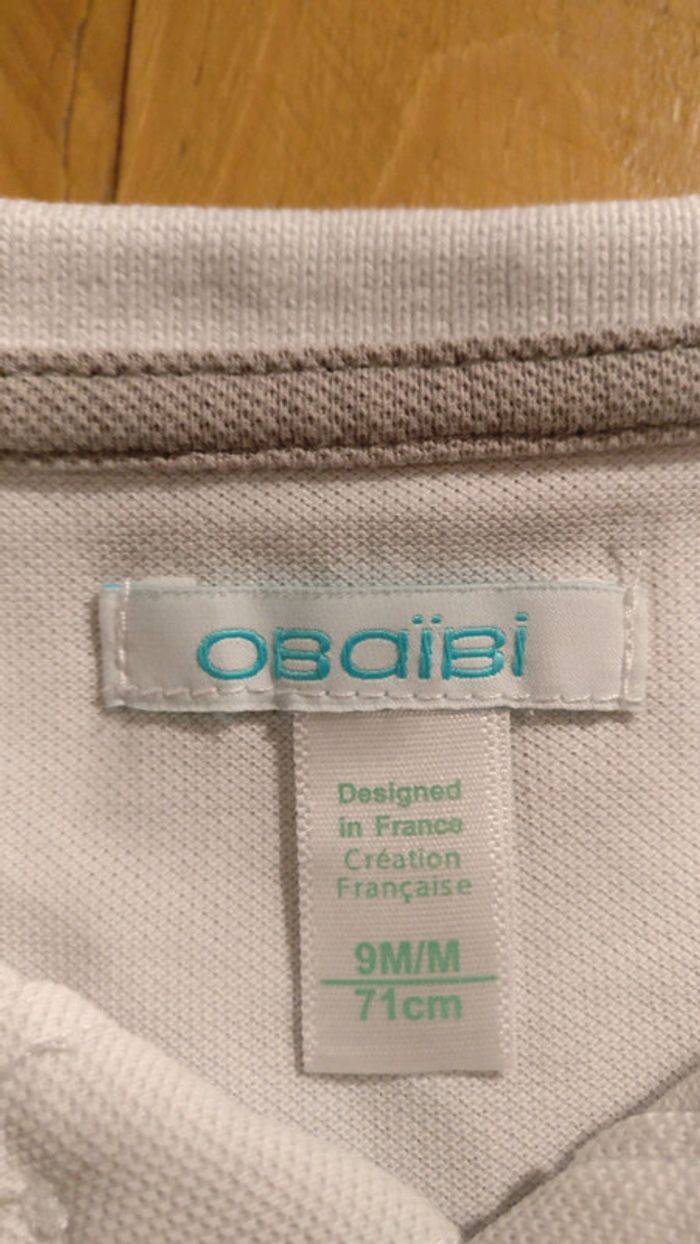 OBaïBi
Designed
in France
Création
Française
9M/M
71cm